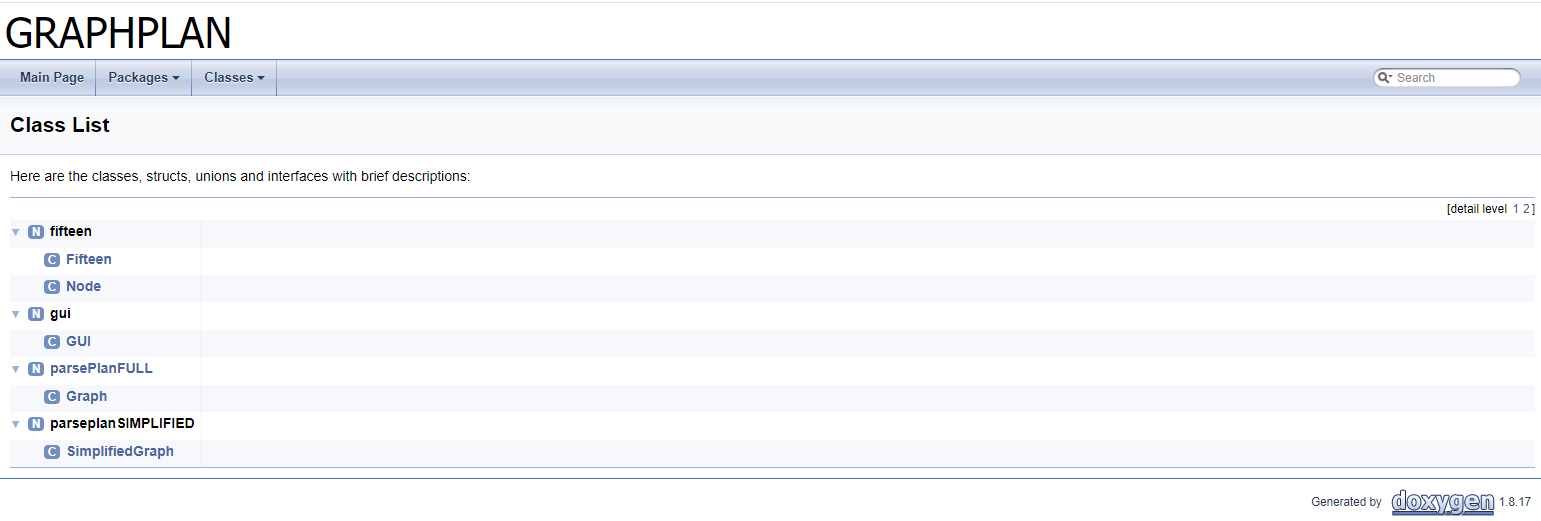 GRAPHPLAN
Main Page Packages Classes Search
Class List
Here are the classes, structs, unions and interfaces with brief descriptions:
[detail level 1 2]
N fifteen
C Fifteen
C Node
N gui
C GUI
N parsePlanFULL
C Graph
N parseplanSIMPLIFIED
C SimplifiedGraph
Generated by doxygen 1.8.17